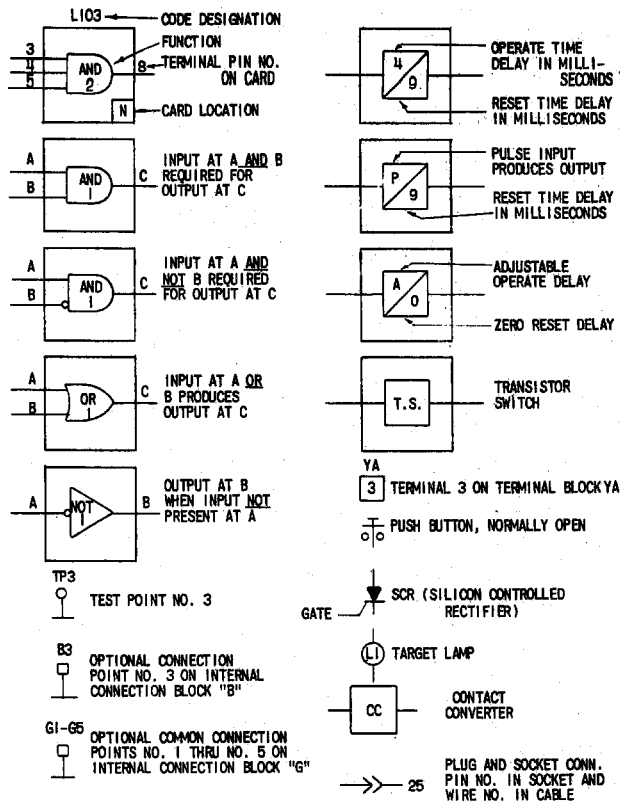 L103 CODE DESIGNATION
FUNCTION
3
4
5
AND
2
8 TERMINAL PIN NO.
ON CARD
N CARD LOCATION
A
B
AND
1
C
INPUT AT A AND B
REQUIRED FOR
OUTPUT AT C
A
B
AND
1
C
INPUT AT A AND
NOT B REQUIRED
FOR OUTPUT AT C
A
B
OR
1
C
INPUT AT A OR
B PRODUCES
OUTPUT AT C
A
NOT
1
B
OUTPUT AT B
WHEN INPUT NOT
PRESENT AT A
TP3
TEST POINT NO. 3
B3
OPTIONAL CONNECTION
POINT NO. 3 ON INTERNAL
CONNECTION BLOCK "B"
G1-G5
OPTIONAL COMMON CONNECTION
POINTS NO. 1 THRU NO. 5 ON
INTERNAL CONNECTION BLOCK "G"
4
9
OPERATE TIME
DELAY IN MILLI-
SECONDS
RESET TIME DELAY
IN MILLISECONDS
P
9
PULSE INPUT
PRODUCES OUTPUT
RESET TIME DELAY
IN MILLISECONDS
A
0
ADJUSTABLE
OPERATE DELAY
ZERO RESET DELAY
T.S.
TRANSISTOR
SWITCH
YA
3 TERMINAL 3 ON TERMINAL BLOCK YA
PUSH BUTTON, NORMALLY OPEN
GATE
SCR (SILICON CONTROLLED
RECTIFIER)
L1 TARGET LAMP
CC
CONTACT
CONVERTER
25
PLUG AND SOCKET CONN.
PIN NO. IN SOCKET AND
WIRE NO. IN CABLE